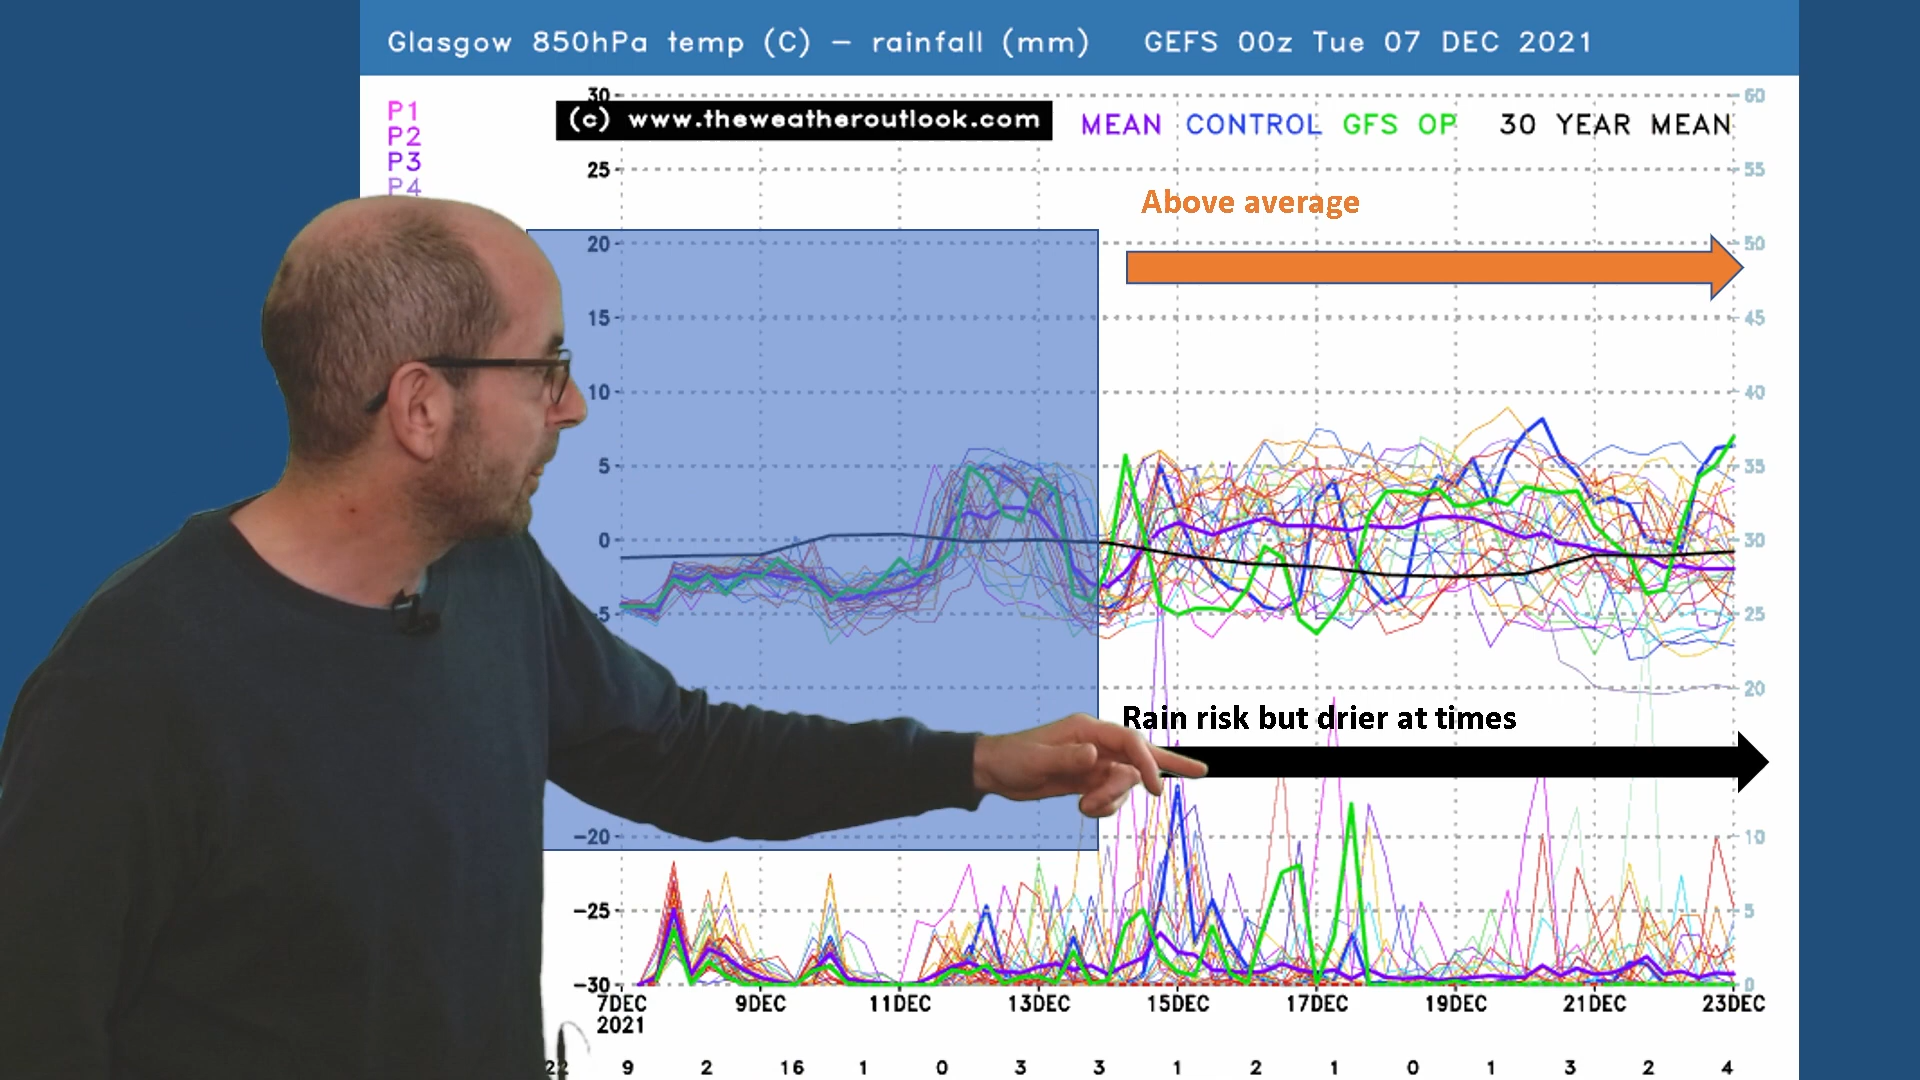 Glasgow 850hPa temp (C) – rainfall (mm) GEFS 00z Tue 07 DEC 2021
P1
P2
P3
P4
(c) www.theweatheroutlook.com
MEAN CONTROL GFS OP 30 YEAR MEAN
30
25
20
15
10
5
0
-20
-25
-30
60
55
50
45
40
35
30
25
20
10
5
0
Above average
Rain risk but drier at times
7DEC 9DEC 11DEC 13DEC 15DEC 17DEC 19DEC 21DEC 23DEC
2021
22 9 2 16 1 0 3 3 1 2 1 0 1 3 2 4